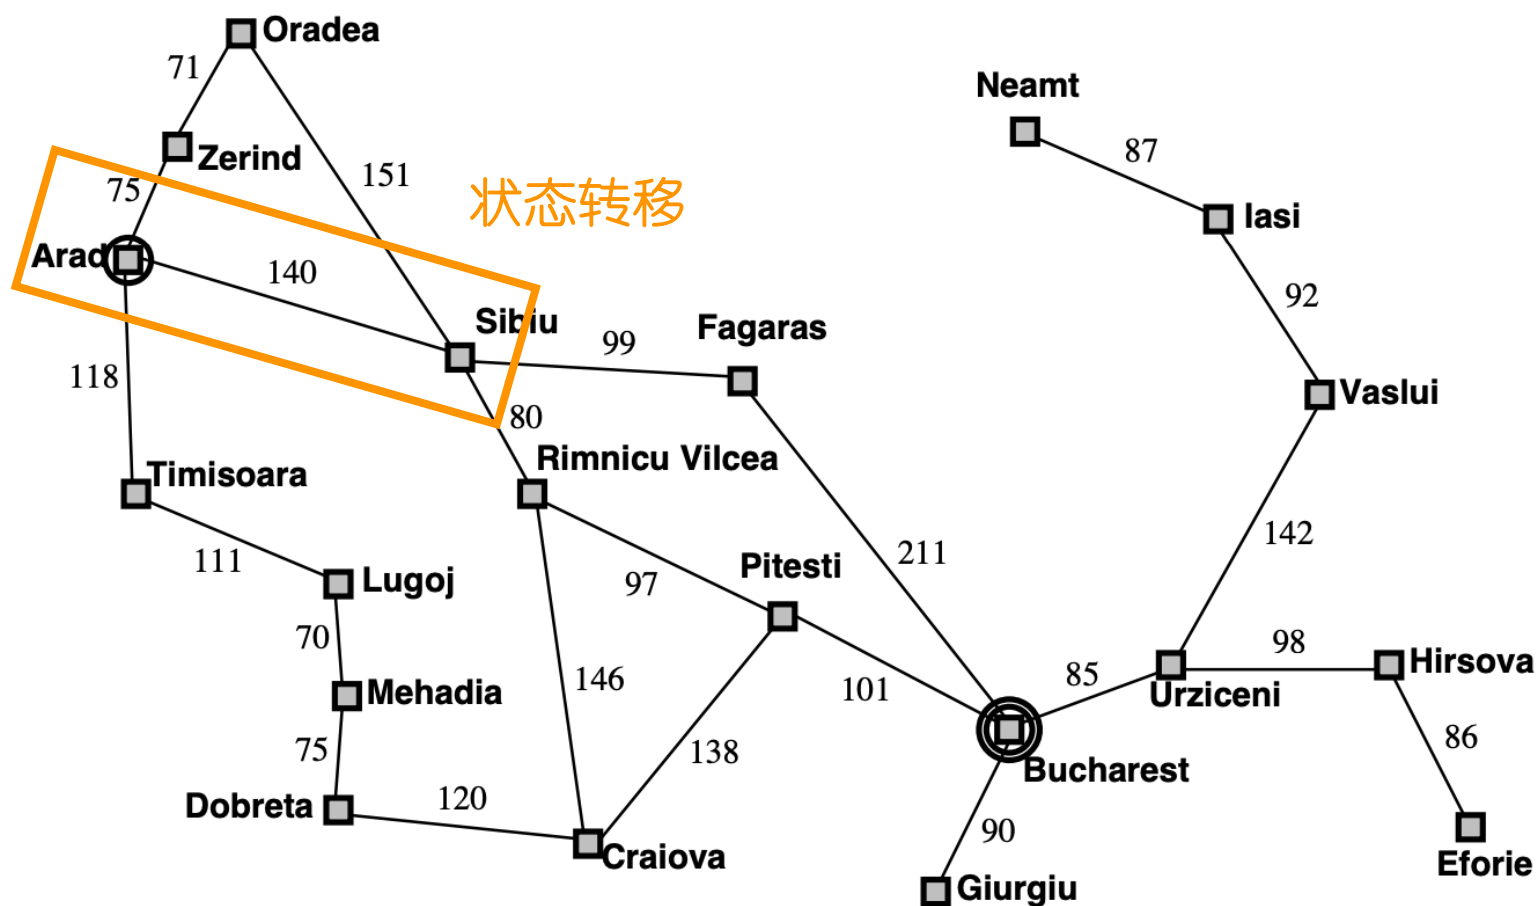 Oradea
71
Neamt
87
Zerind
151
75
状态转移
Iasi
Arad
140
92
Sibiu
Fagaras
99
118
Vaslui
80
Rimnicu Vilcea
Timisoara
142
211
111
Pitesti
Lugoj
97
70
98
Hirsova
146
85
Urziceni
Mehadia
101
86
75
138
Bucharest
Dobreta
120
90
Craiova
Eforie
Giurgiu